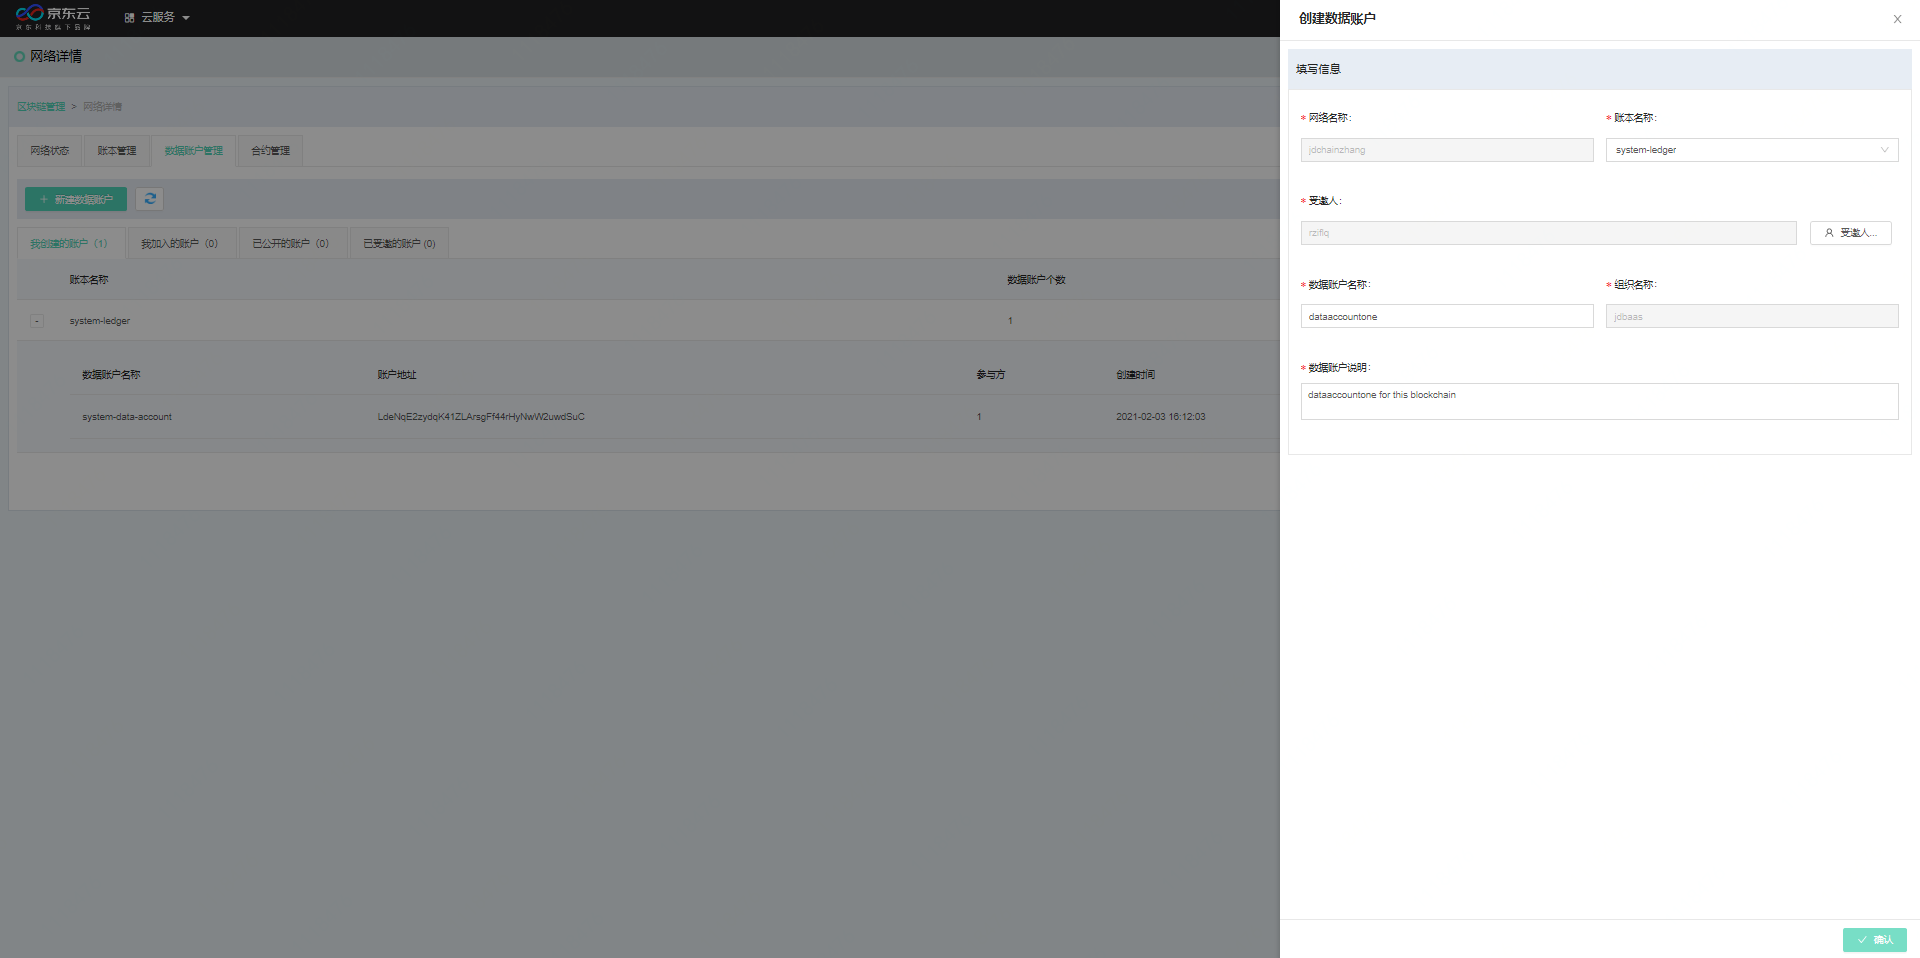 京东云
京东科技旗下品牌
云服务
网络详情
区块链管理 > 网络详情
网络状态 账本管理 数据账户管理 合约管理
+ 新建数据账户
我创建的账户（1） 我加入的账户（0） 已公开的账户（0） 已受邀的账户 (0)
账本名称 数据账户个数
- system-ledger 1
数据账户名称 账户地址 参与方 创建时间
system-data-account LdeNqE2zydqK41ZLArsgFf44rHyNwW2uwdSuC 1 2021-02-03 16:12:03
创建数据账户
填写信息
* 网络名称: * 账本名称:
jdchainzhang system-ledger
* 受邀人:
rzifiq 受邀人...
* 数据账户名称: * 组织名称:
dataaccountone jdbaas
* 数据账户说明:
dataaccountone for this blockchain
确认